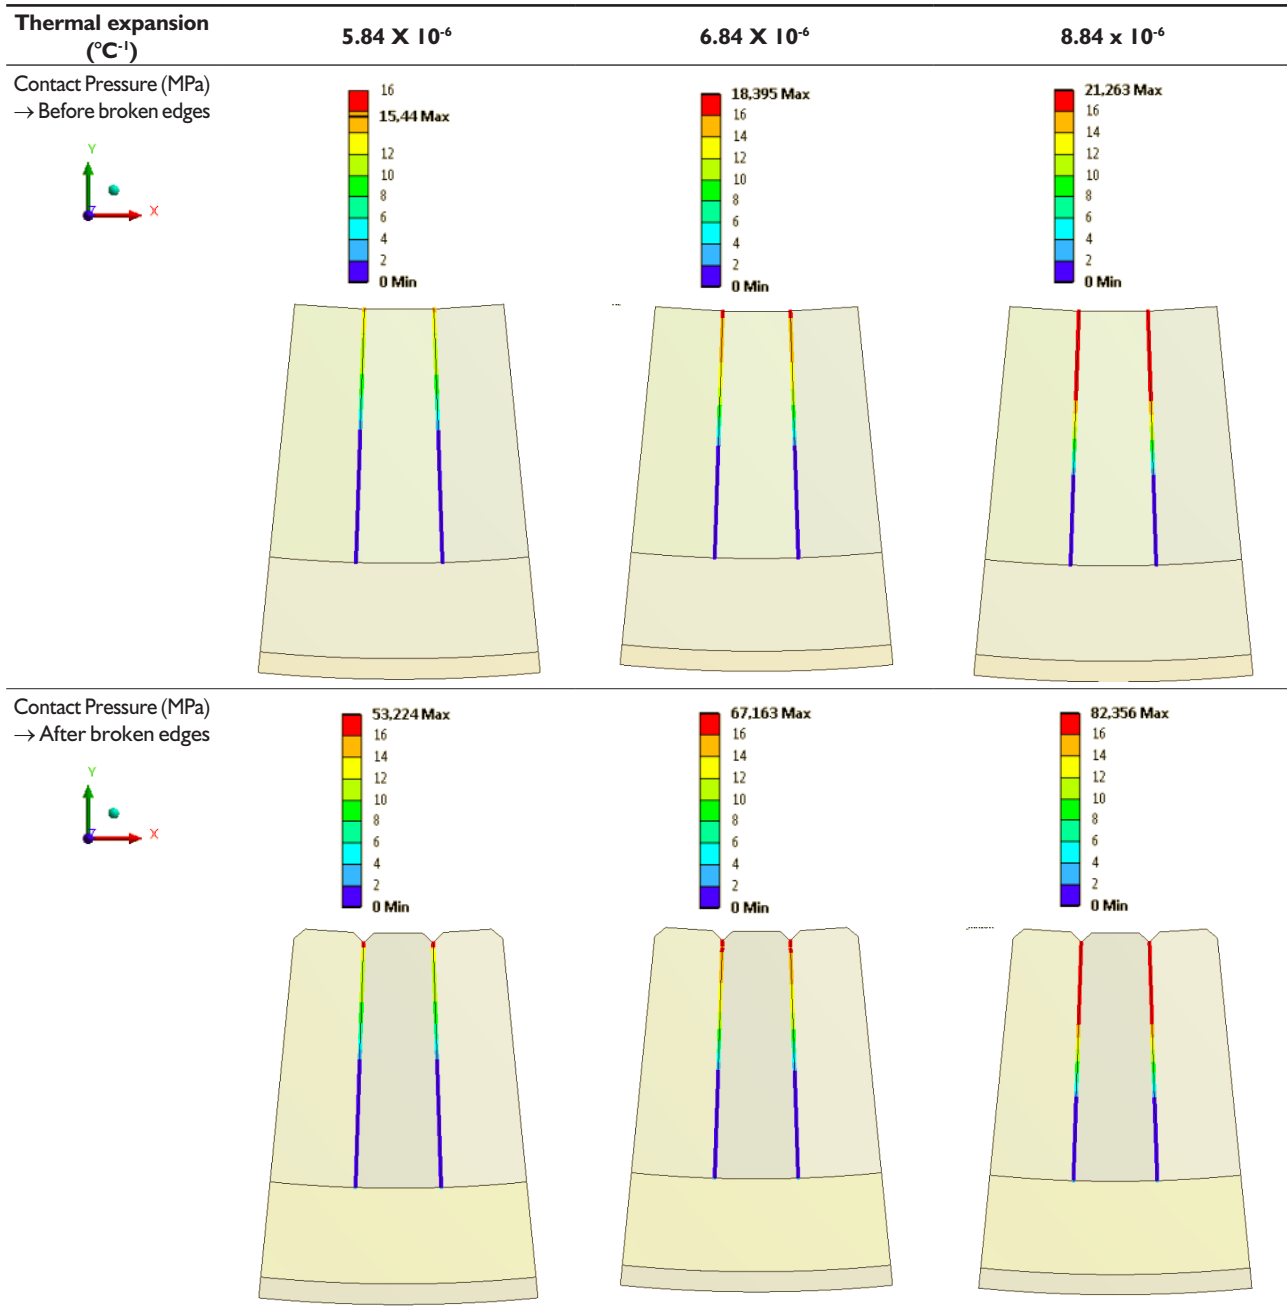 Thermal expansion
(°C⁻¹)
5.84 X 10⁻⁶
6.84 X 10⁻⁶
8.84 x 10⁻⁶
Contact Pressure (MPa)
→ Before broken edges
Y
Z
X
16
15,44 Max
12
10
8
6
4
2
0 Min
18,395 Max
16
14
12
10
8
6
4
2
0 Min
21,263 Max
16
14
12
10
8
6
4
2
0 Min
Contact Pressure (MPa)
→ After broken edges
Y
Z
X
53,224 Max
16
14
12
10
8
6
4
2
0 Min
67,163 Max
16
14
12
10
8
6
4
2
0 Min
82,356 Max
16
14
12
10
8
6
4
2
0 Min